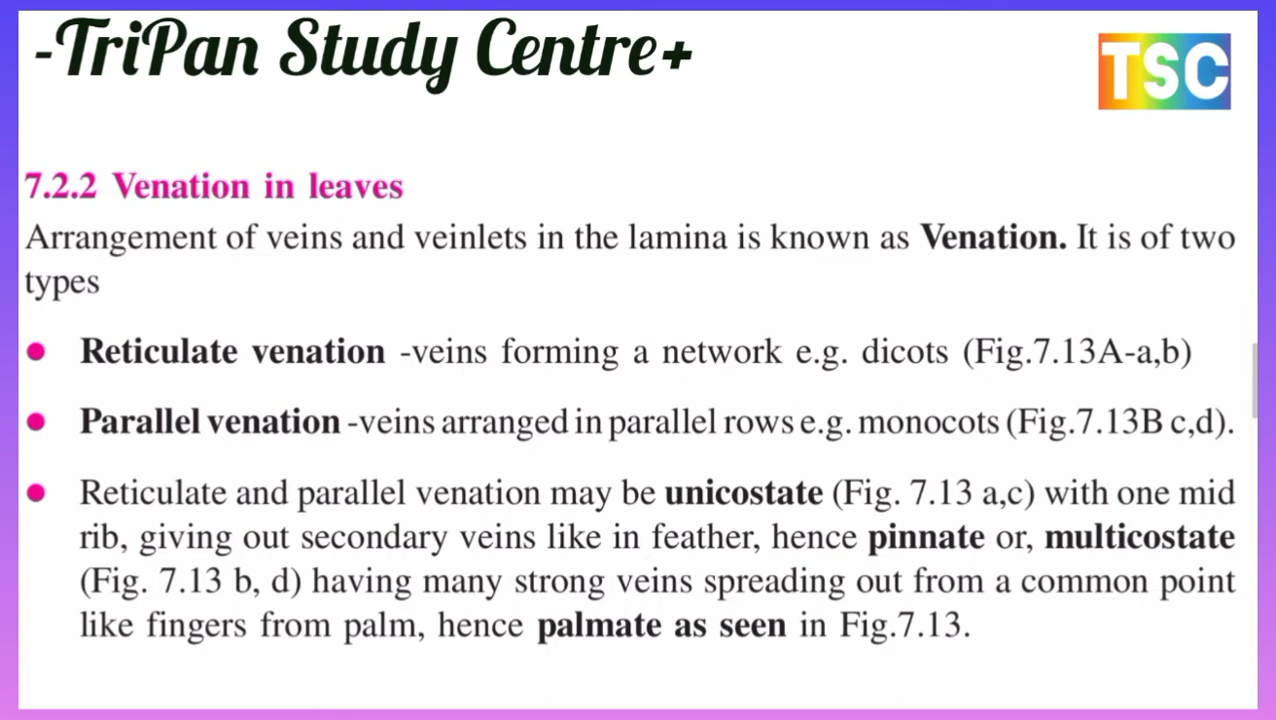 -TriPan Study Centre+
TSC
7.2.2 Venation in leaves
Arrangement of veins and veinlets in the lamina is known as Venation. It is of two
types
● Reticulate venation -veins forming a network e.g. dicots (Fig.7.13A-a,b)
● Parallel venation -veins arranged in parallel rows e.g. monocots (Fig.7.13B c,d).
● Reticulate and parallel venation may be unicostate (Fig. 7.13 a,c) with one mid
rib, giving out secondary veins like in feather, hence pinnate or, multicostate
(Fig. 7.13 b, d) having many strong veins spreading out from a common point
like fingers from palm, hence palmate as seen in Fig.7.13.